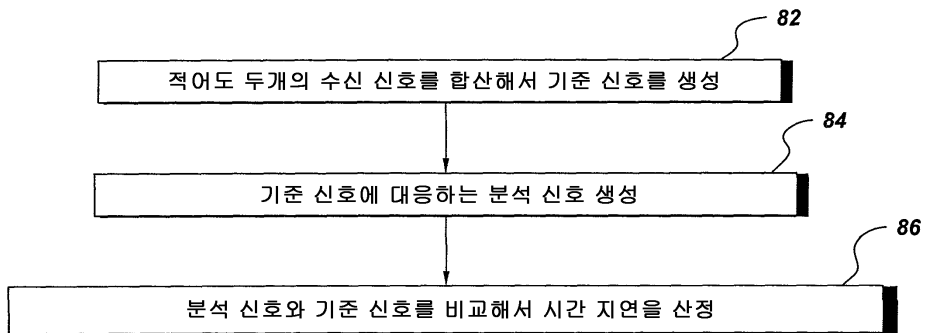 82
적어도 두개의 수신 신호를 합산해서 기준 신호를 생성
84
기준 신호에 대응하는 분석 신호 생성
86
분석 신호와 기준 신호를 비교해서 시간 지연을 산정